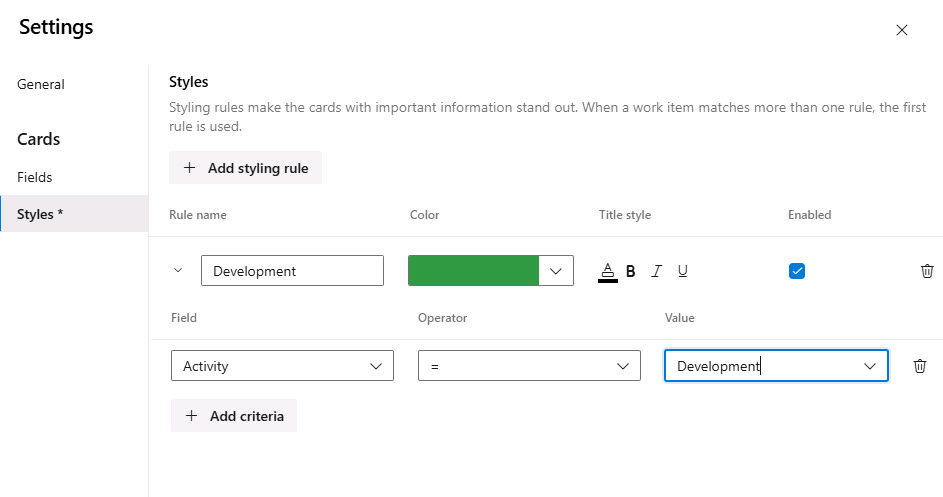 Settings
General
Cards
Fields
Styles *
Styles
Styling rules make the cards with important information stand out. When a work item matches more than one rule, the first
rule is used.
+ Add styling rule
Rule name Color Title style Enabled
Development A B I U
Field Operator Value
Activity = Development
+ Add criteria